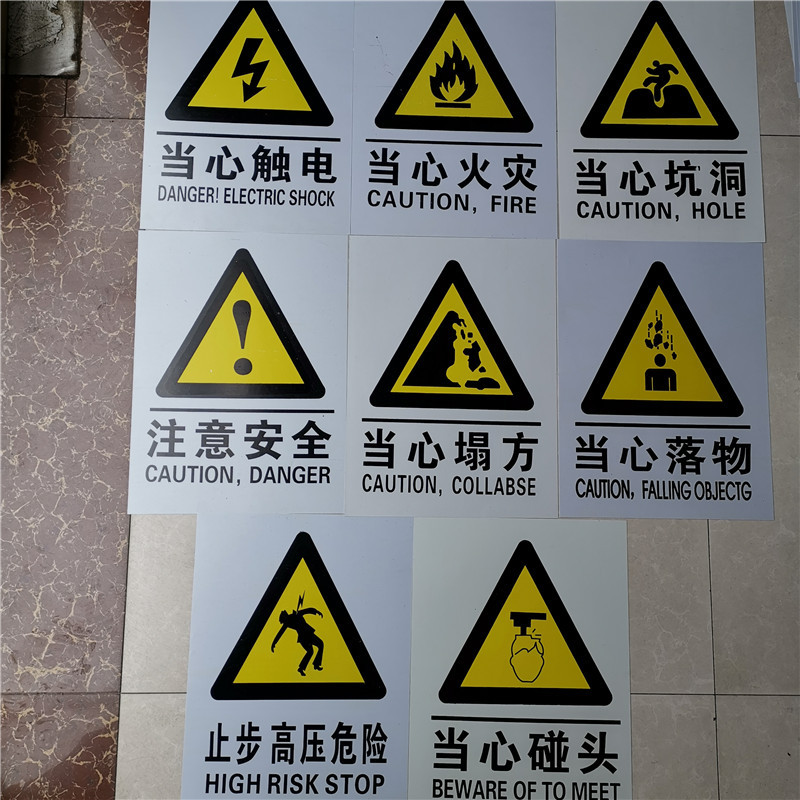 当心触电
DANGER! ELECTRIC SHOCK
当心火灾
CAUTION, FIRE
当心坑洞
CAUTION, HOLE
注意安全
CAUTION, DANGER
当心塌方
CAUTION, COLLABSE
当心落物
CAUTION, FALLING OBJECTG
止步高压危险
HIGH RISK STOP
当心碰头
BEWARE OF TO MEET